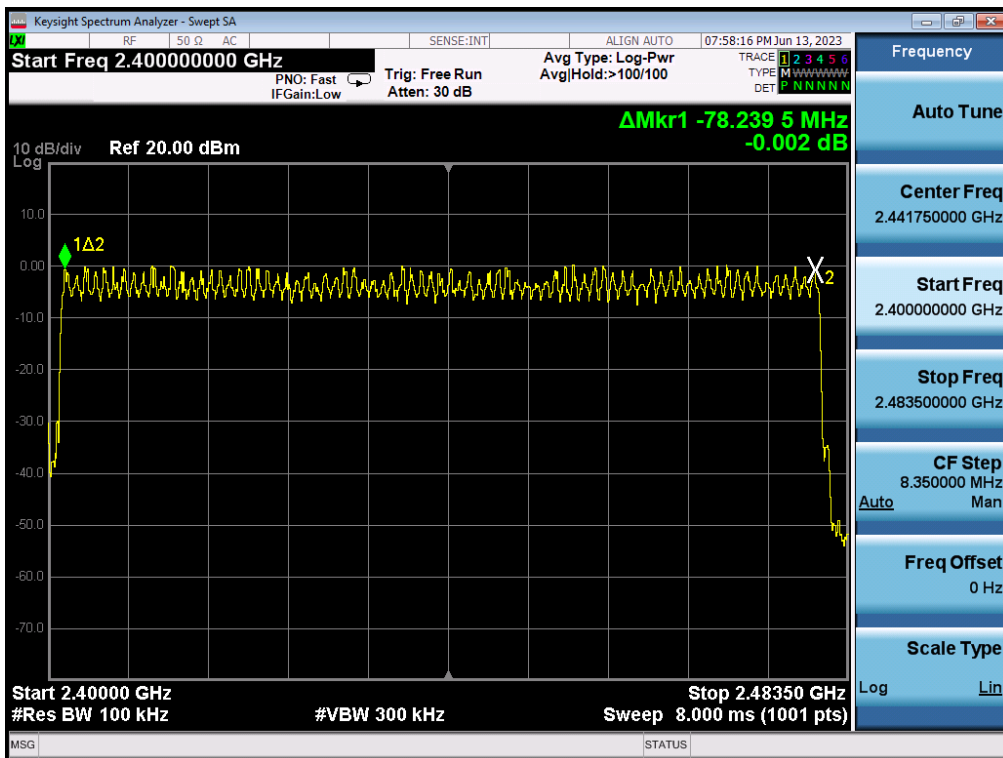 Keysight Spectrum Analyzer - Swept SA
LXI RF 50 Ω AC SENSE:INT ALIGN AUTO 07:58:16 PM Jun 13, 2023
Start Freq 2.400000000 GHz
PNO: Fast
IFGain:Low
Trig: Free Run
Atten: 30 dB
Avg Type: Log-Pwr
Avg|Hold:>100/100
TRACE 1 2 3 4 5 6
TYPE M WWWWW
DET P N N N N N
ΔMkr1 -78.239 5 MHz
-0.002 dB
10 dB/div Ref 20.00 dBm
Log
10.0
0.00
-10.0
-20.0
-30.0
-40.0
-50.0
-60.0
-70.0
1Δ2
X2
Start 2.40000 GHz Stop 2.48350 GHz
#Res BW 100 kHz #VBW 300 kHz Sweep 8.000 ms (1001 pts)
MSG STATUS
Frequency
Auto Tune
Center Freq
2.441750000 GHz
Start Freq
2.400000000 GHz
Stop Freq
2.483500000 GHz
CF Step
8.350000 MHz
Auto Man
Freq Offset
0 Hz
Scale Type
Log Lin